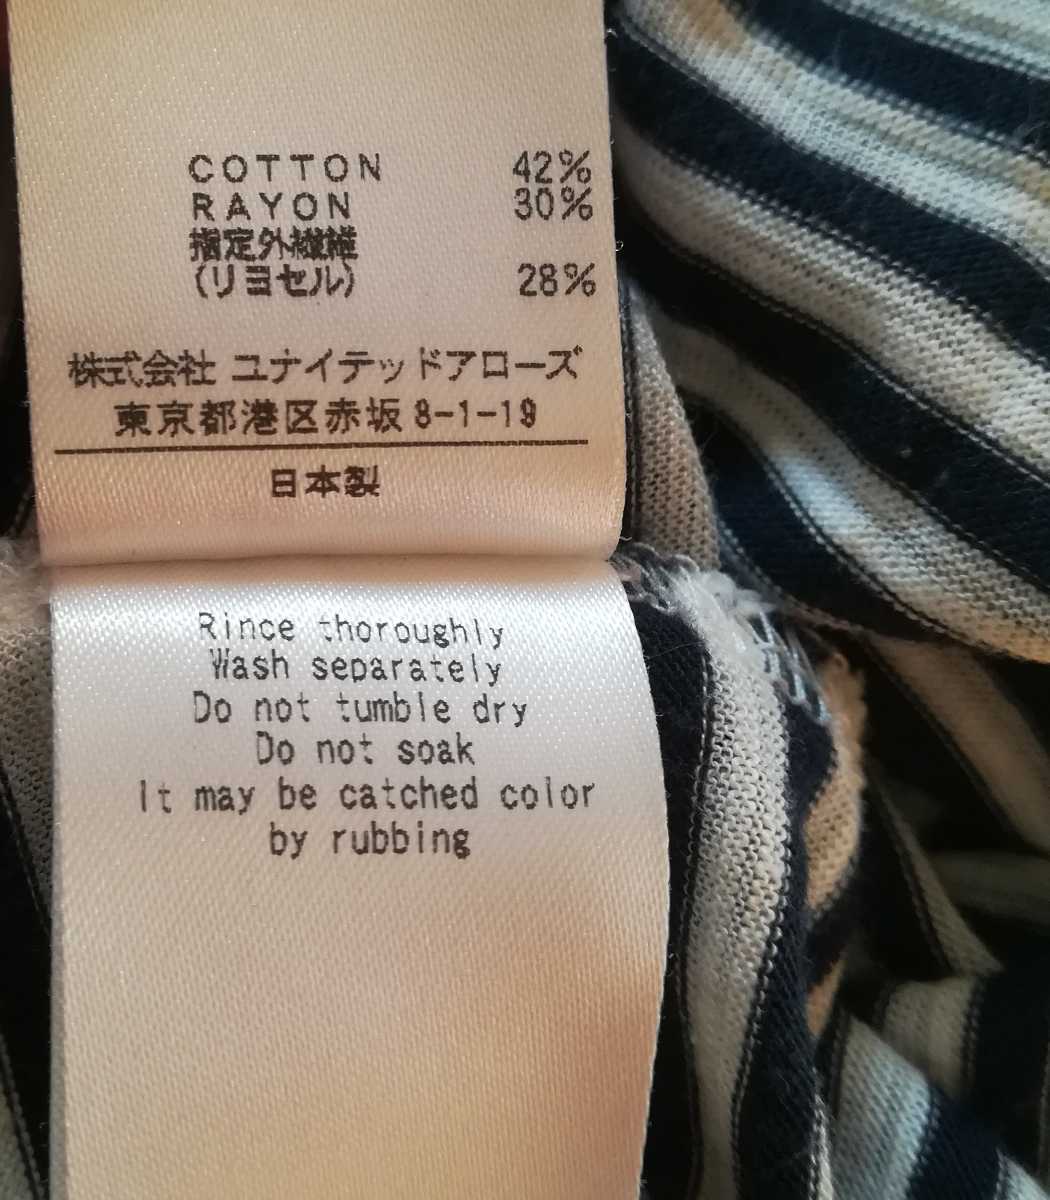 COTTON 42%
RAYON 30%
指定外繊維
(リヨセル) 28%
株式会社 ユナイテッドアローズ
東京都港区赤坂8-1-19
日本製
Rince thoroughly
Wash separately
Do not tumble dry
Do not soak
It may be catched color
by rubbing